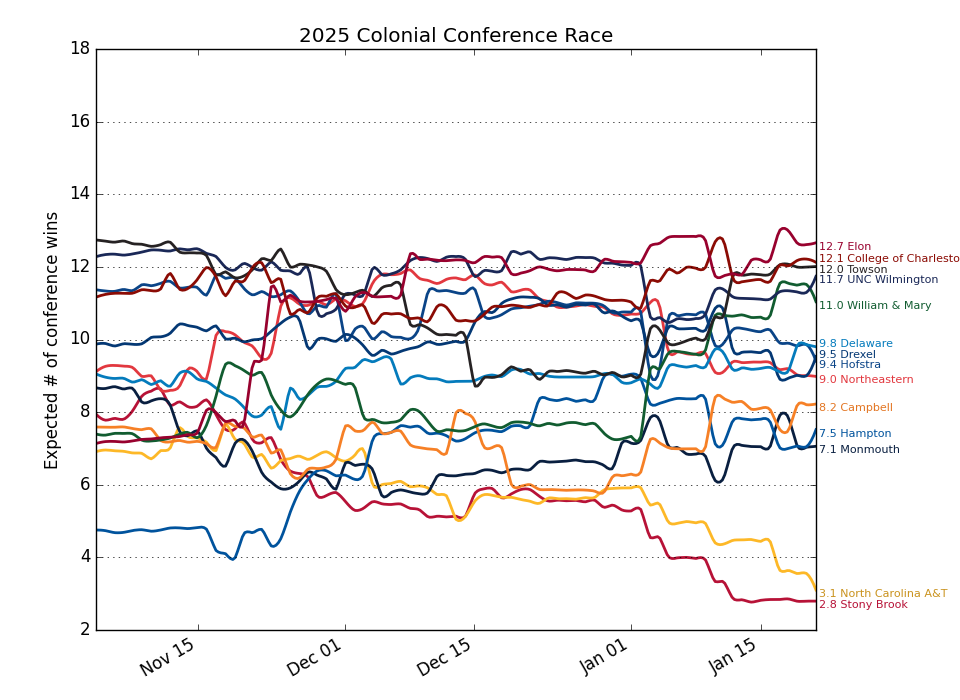 2025 Colonial Conference Race
Expected # of conference wins
18
16
14
12
10
8
6
4
2
Nov 15
Dec 01
Dec 15
Jan 01
Jan 15
12.7 Elon
12.1 College of Charlesto
12.0 Towson
11.7 UNC Wilmington
11.0 William & Mary
9.8 Delaware
9.5 Drexel
9.4 Hofstra
9.0 Northeastern
8.2 Campbell
7.5 Hampton
7.1 Monmouth
3.1 North Carolina A&T
2.8 Stony Brook